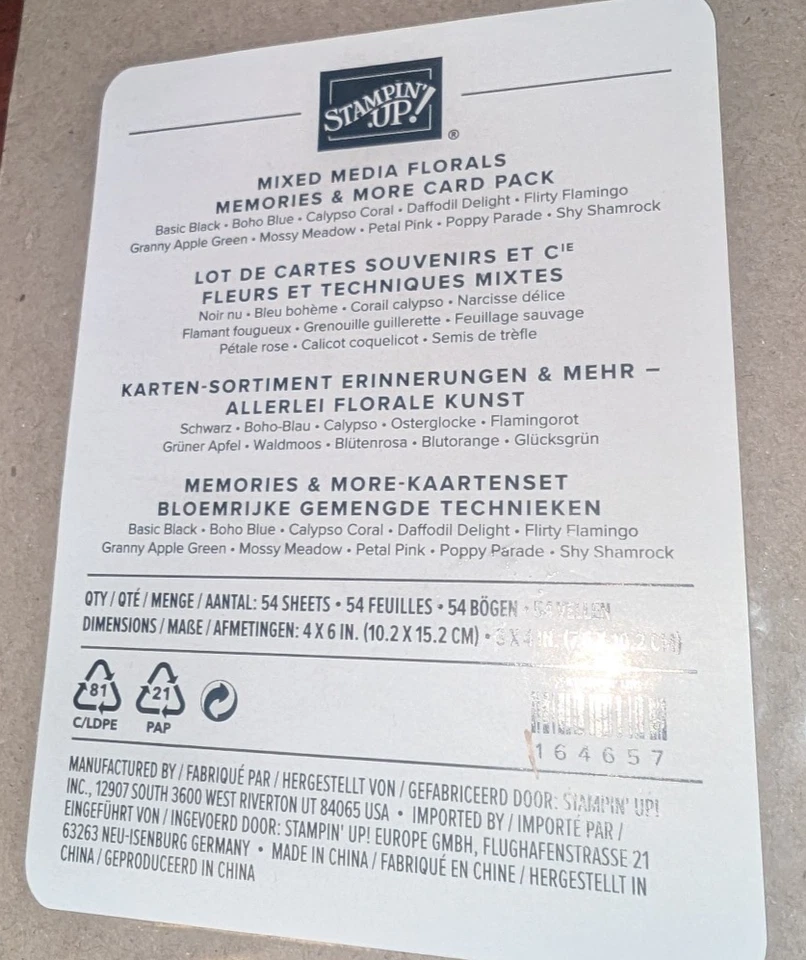 STAMPIN'
UP!
®
MIXED MEDIA FLORALS
MEMORIES & MORE CARD PACK
Basic Black • Boho Blue • Calypso Coral • Daffodil Delight • Flirty Flamingo
Granny Apple Green • Mossy Meadow • Petal Pink • Poppy Parade • Shy Shamrock
LOT DE CARTES SOUVENIRS ET CIE
FLEURS ET TECHNIQUES MIXTES
Noir nu • Bleu bohème • Corail calypso • Narcisse délice
Flamant fougueux • Grenouille guillerette • Feuillage sauvage
Pétale rose • Calicot coquelicot • Semis de trèfle
KARTEN-SORTIMENT ERINNERUNGEN & MEHR –
ALLERLEI FLORALE KUNST
Schwarz • Boho-Blau • Calypso • Osterglocke • Flamingorot
Grüner Apfel • Waldmoos • Blütenrosa • Blutorange • Glücksgrün
MEMORIES & MORE-KAARTENSET
BLOEMRIJKE GEMENGDE TECHNIEKEN
Basic Black • Boho Blue • Calypso Coral • Daffodil Delight • Flirty Flamingo
Granny Apple Green • Mossy Meadow • Petal Pink • Poppy Parade • Shy Shamrock
QTY / QTÉ / MENGE / AANTAL: 54 SHEETS • 54 FEUILLES • 54 BÖGEN •
DIMENSIONS / MAßE / AFMETINGEN: 4 X 6 IN. (10.2 X 15.2 CM) • 3 X 4 IN.
81
C/LDPE
21
PAP
164657
MANUFACTURED BY / FABRIQUÉ PAR / HERGESTELLT VON / GEFABRICEERD DOOR: STAMPIN' UP!
INC., 12907 SOUTH 3600 WEST RIVERTON UT 84065 USA • IMPORTED BY / IMPORTÉ PAR /
EINGEFÜHRT VON / INGEVOERD DOOR: STAMPIN' UP! EUROPE GMBH, FLUGHAFENSTRASSE 21
63263 NEU-ISENBURG GERMANY • MADE IN CHINA / FABRIQUÉ EN CHINE / HERGESTELLT IN
CHINA / GEPRODUCEERD IN CHINA